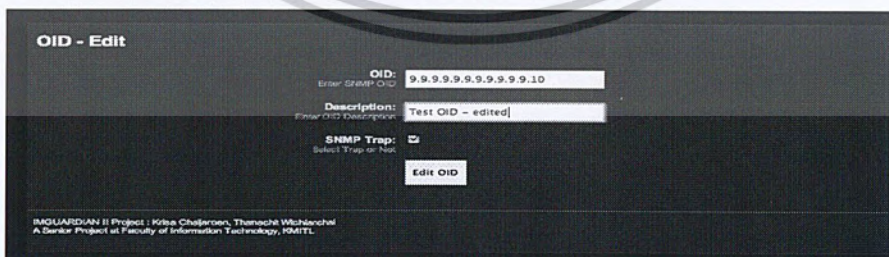 OID - Edit
OID:
Enter SNMP OID
9.9.9.9.9.9.9.9.9.9.9.10
Description:
Enter OID Description
Test OID - edited
SNMP Trap:
Select Trap or Not
Edit OID
IMGUARDIAN II Project : Krisa Chaijaroen, Thanachit Wichianchai
A Senior Project at Faculty of Information Technology, KMITL